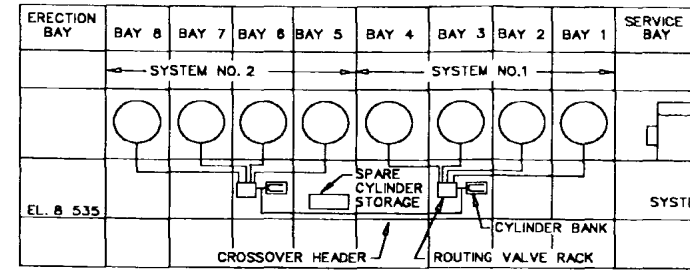 ERECTION BAY
BAY 8
BAY 7
BAY 6
BAY 5
BAY 4
BAY 3
BAY 2
BAY 1
SERVICE BAY
SYSTEM NO. 2
SYSTEM NO.1
SPARE
CYLINDER
STORAGE
EL. 8 535
CYLINDER BANK
CROSSOVER HEADER
ROUTING VALVE RACK